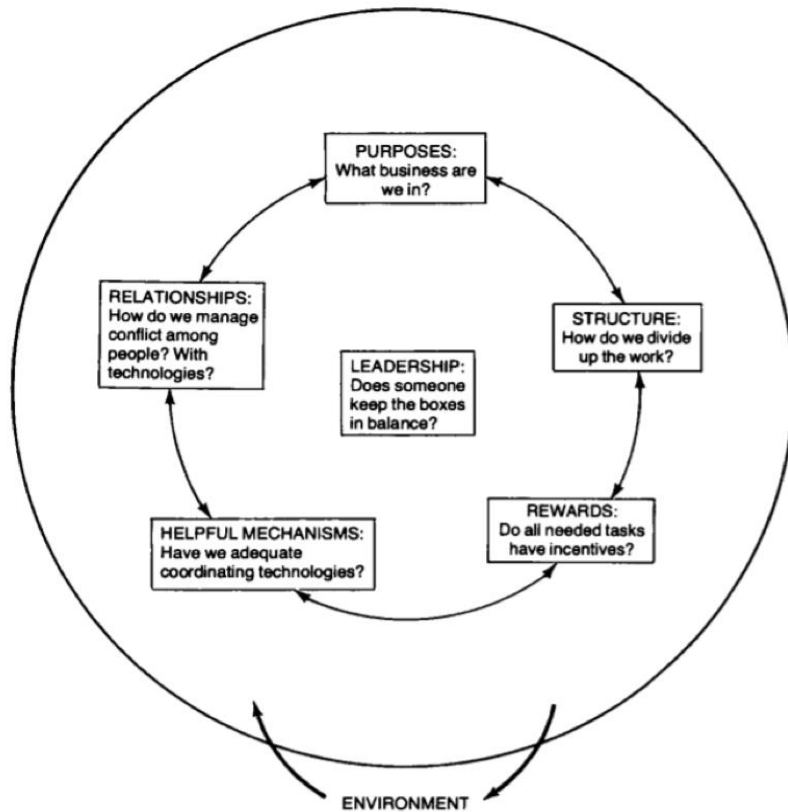 PURPOSES:
What business are
we in?
RELATIONSHIPS:
How do we manage
conflict among
people? With
technologies?
STRUCTURE:
How do we divide
up the work?
LEADERSHIP:
Does someone
keep the boxes
in balance?
HELPFUL MECHANISMS:
Have we adequate
coordinating technologies?
REWARDS:
Do all needed tasks
have incentives?
ENVIRONMENT